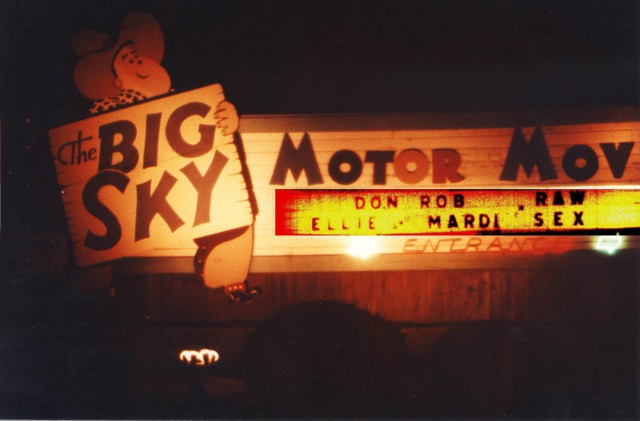 The BIG
SKY
MOTOR MOV
DON ROB . RAW
ELLIE MARDI SEX
ENTRANCE